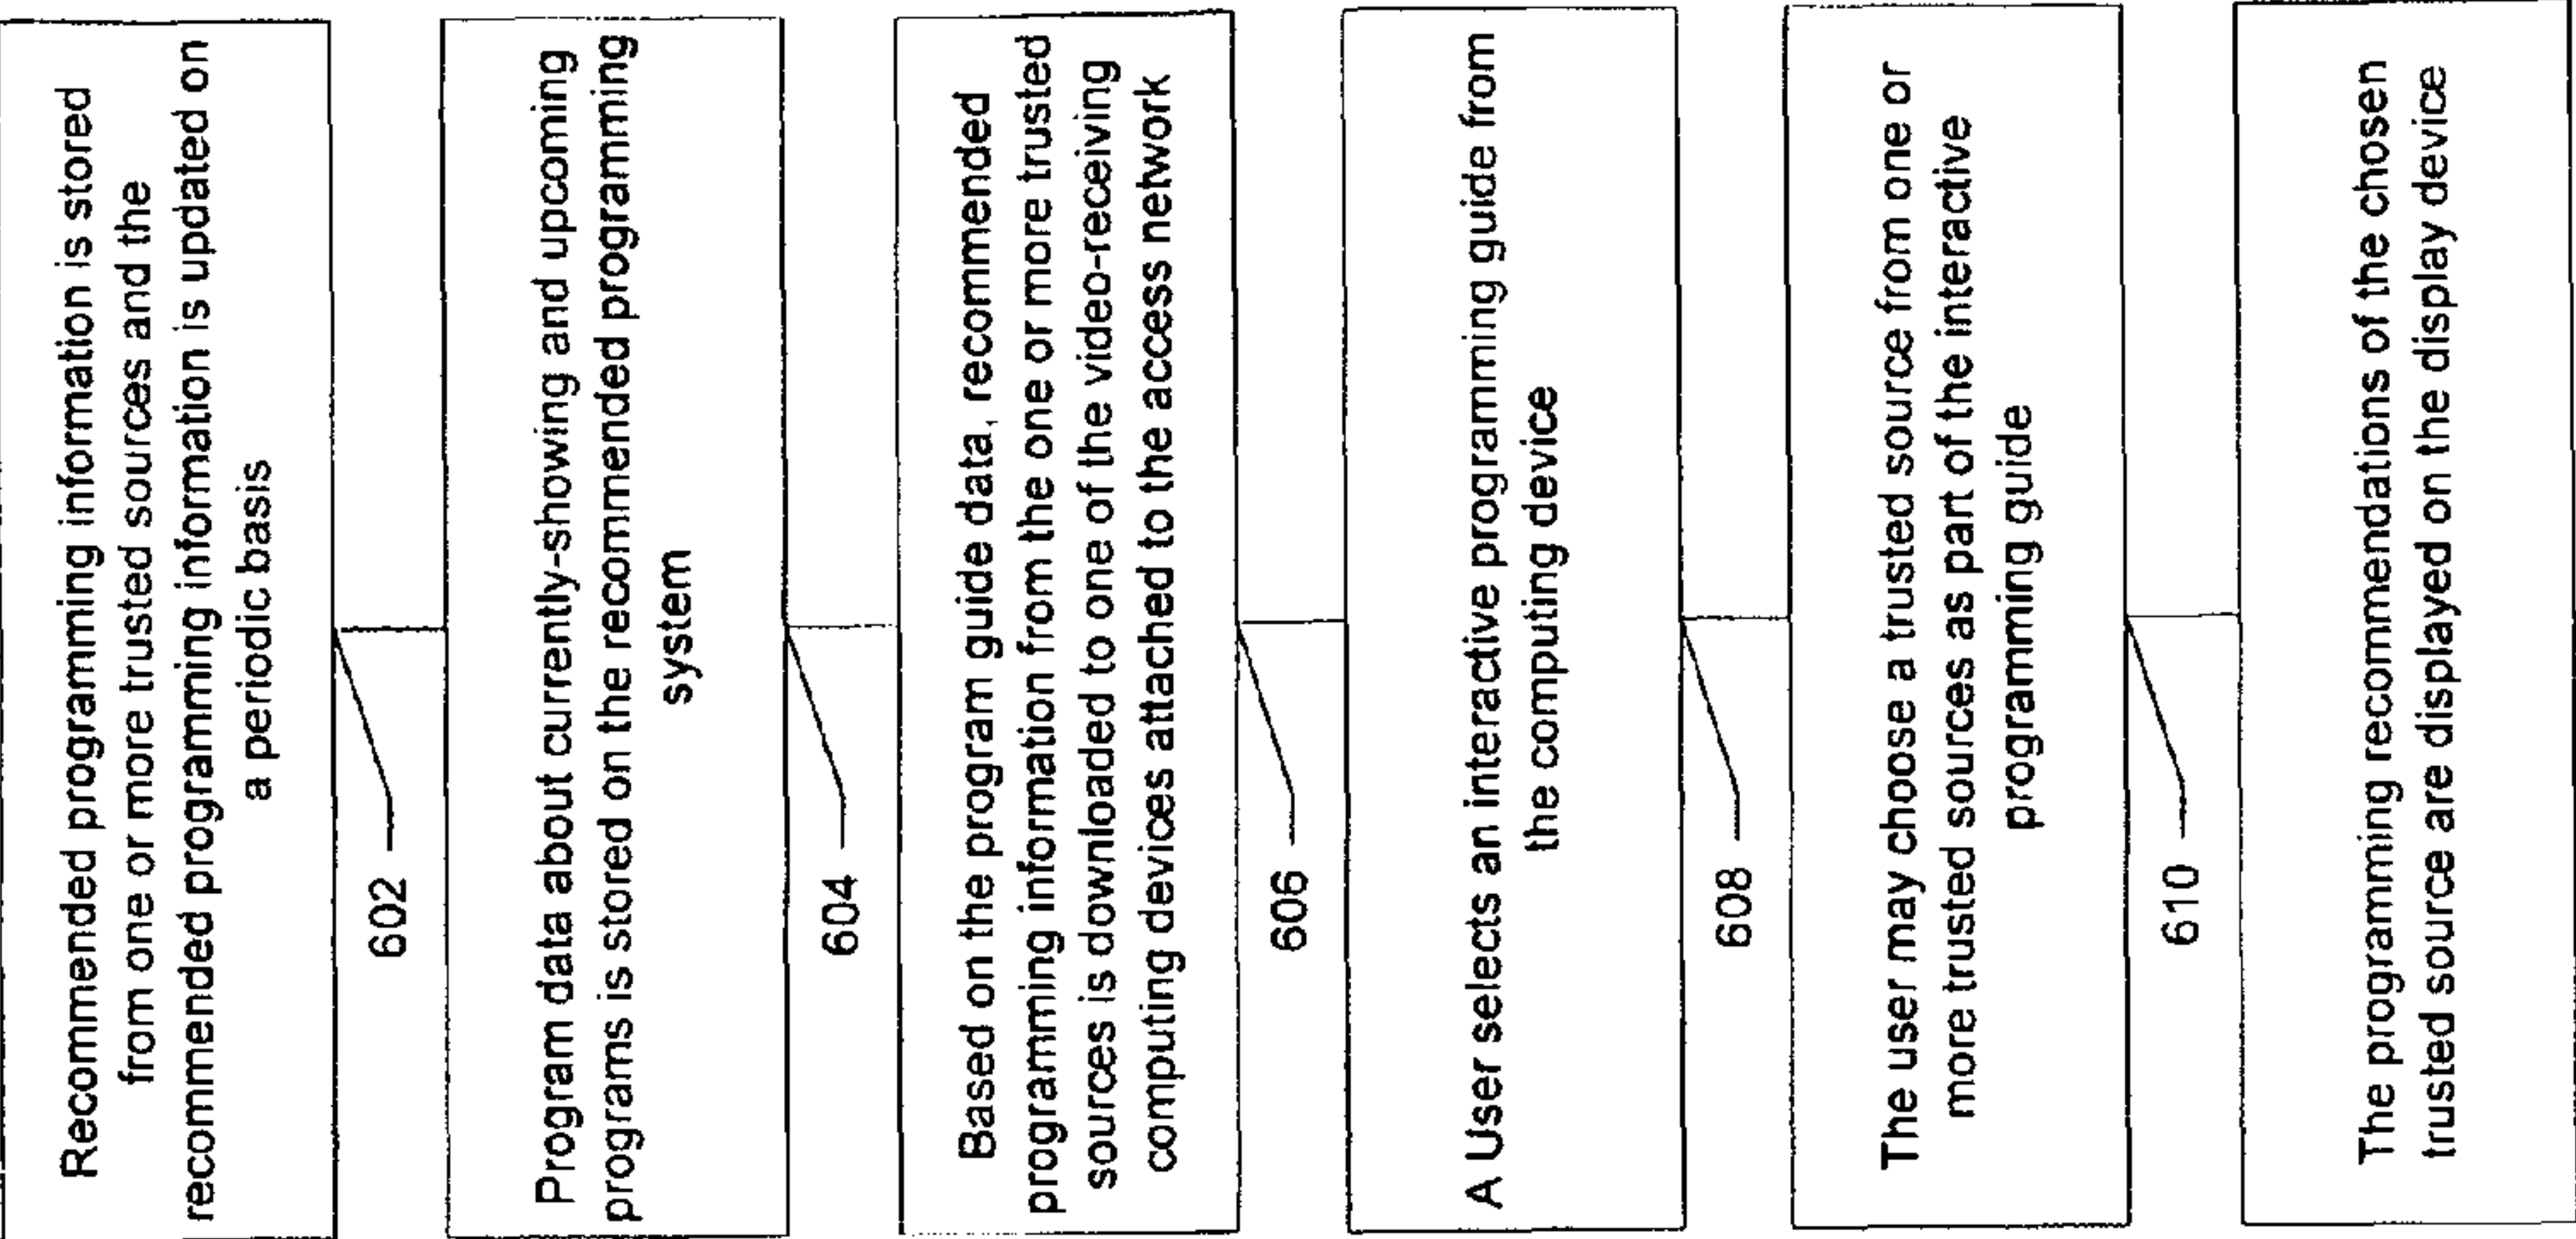 Recommended programming information is stored
from one or more trusted sources and the
recommended programming information is updated on
a periodic basis
602
Program data about currently-showing and upcoming
programs is stored on the recommended programming
system
604
Based on the program guide data, recommended
programming information from the one or more trusted
sources is downloaded to one of the video-receiving
computing devices attached to the access network
606
A User selects an interactive programming guide from
the computing device
608
The user may choose a trusted source from one or
more trusted sources as part of the interactive
programming guide
610
The programming recommendations of the chosen
trusted source are displayed on the display device